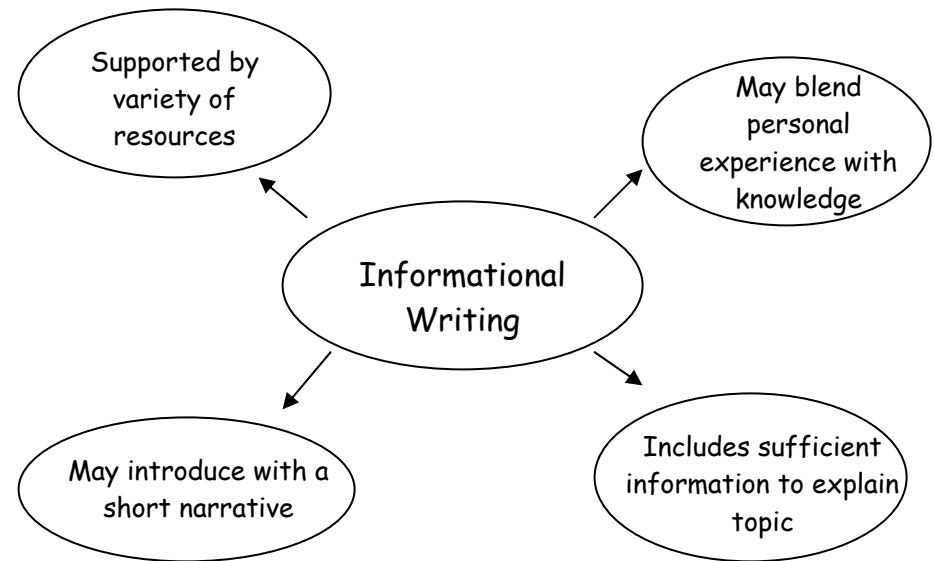 Supported by
variety of
resources
May blend
personal
experience with
knowledge
Informational
Writing
May introduce with a
short narrative
Includes sufficient
information to explain
topic